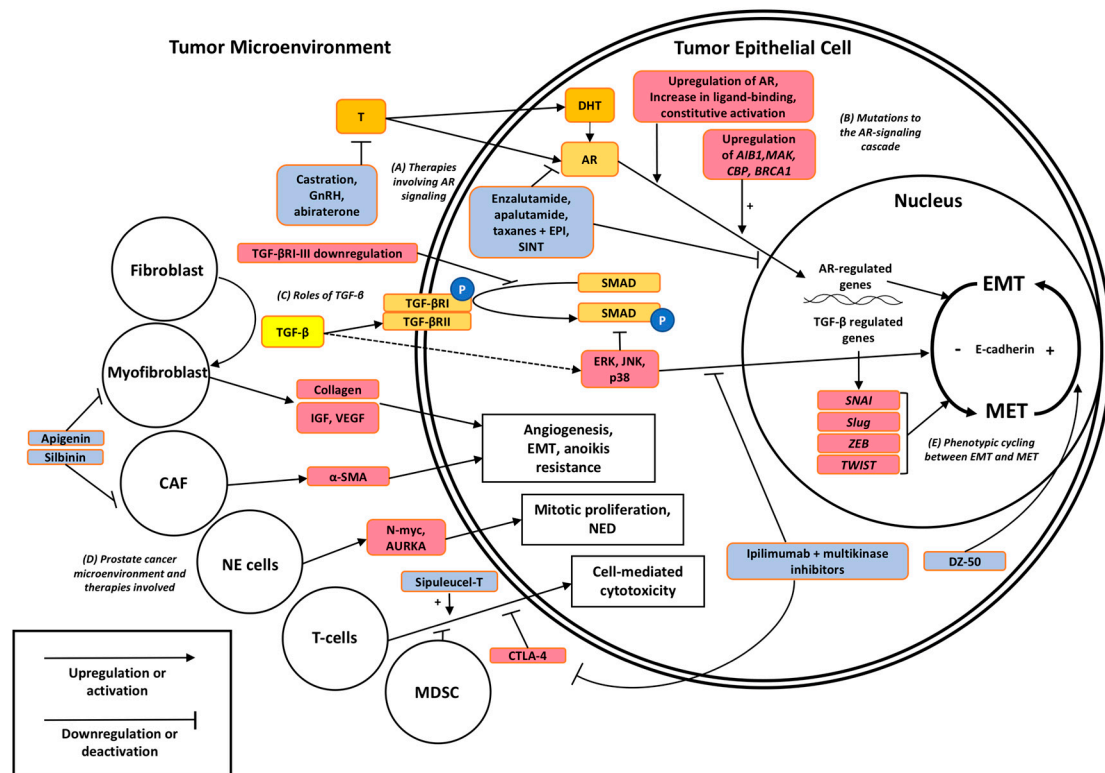 Tumor Microenvironment
Tumor Epithelial Cell
T
DHT
AR
Upregulation of AR,
Increase in ligand-binding,
constitutive activation
Upregulation
of AIB1,MAK,
CBP, BRCA1
+
(B) Mutations to
the AR-signaling
cascade
(A) Therapies
involving AR
signaling
Castration,
GnRH,
abiraterone
Enzalutamide,
apalutamide,
taxanes + EPI,
SINT
Nucleus
Fibroblast
TGF-βRI-III downregulation
(C) Roles of TGF-ß
TGF-β
TGF-βRI
TGF-βRII
P
SMAD
SMAD
P
ERK, JNK,
p38
AR-regulated
genes
TGF-β regulated
genes
EMT
- E-cadherin +
MET
SNAI
Slug
ZEB
TWIST
(E) Phenotypic cycling
between EMT and MET
Myofibroblast
Collagen
IGF, VEGF
Apigenin
Silbinin
CAF
α-SMA
Angiogenesis,
EMT, anoikis
resistance
(D) Prostate cancer
microenvironment and
therapies involved
NE cells
N-myc,
AURKA
Mitotic proliferation,
NED
Sipuleucel-T
+
Cell-mediated
cytotoxicity
Ipilimumab + multikinase
inhibitors
DZ-50
T-cells
CTLA-4
MDSC
Upregulation or
activation
Downregulation or
deactivation